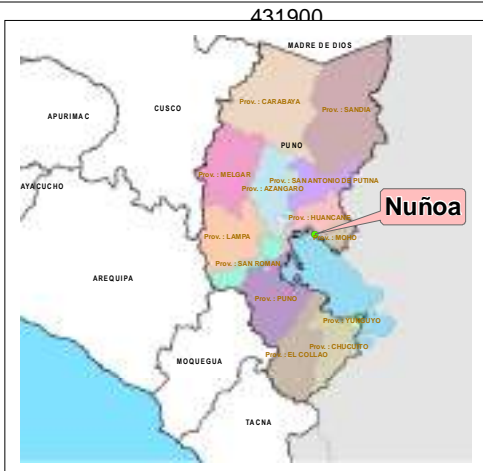 431900
MADRE DE DIOS
Prov. : CARABAYA
CUSCO
Prov. : SANDIA
APURIMAC
PUNO
Prov. : MELGAR
Prov. : SAN ANTONIO DE PUTINA
AYACUCHO
Prov. : AZANGARO
Nuñoa
Prov. : HUANCANE
Prov. : LAMPA
Prov. : MOHO
Prov. : SAN ROMAN
AREQUIPA
Prov. : PUNO
Prov. : YUNGUYO
Prov. : CHUCUITO
Prov. : EL COLLAO
MOQUEGUA
TACNA